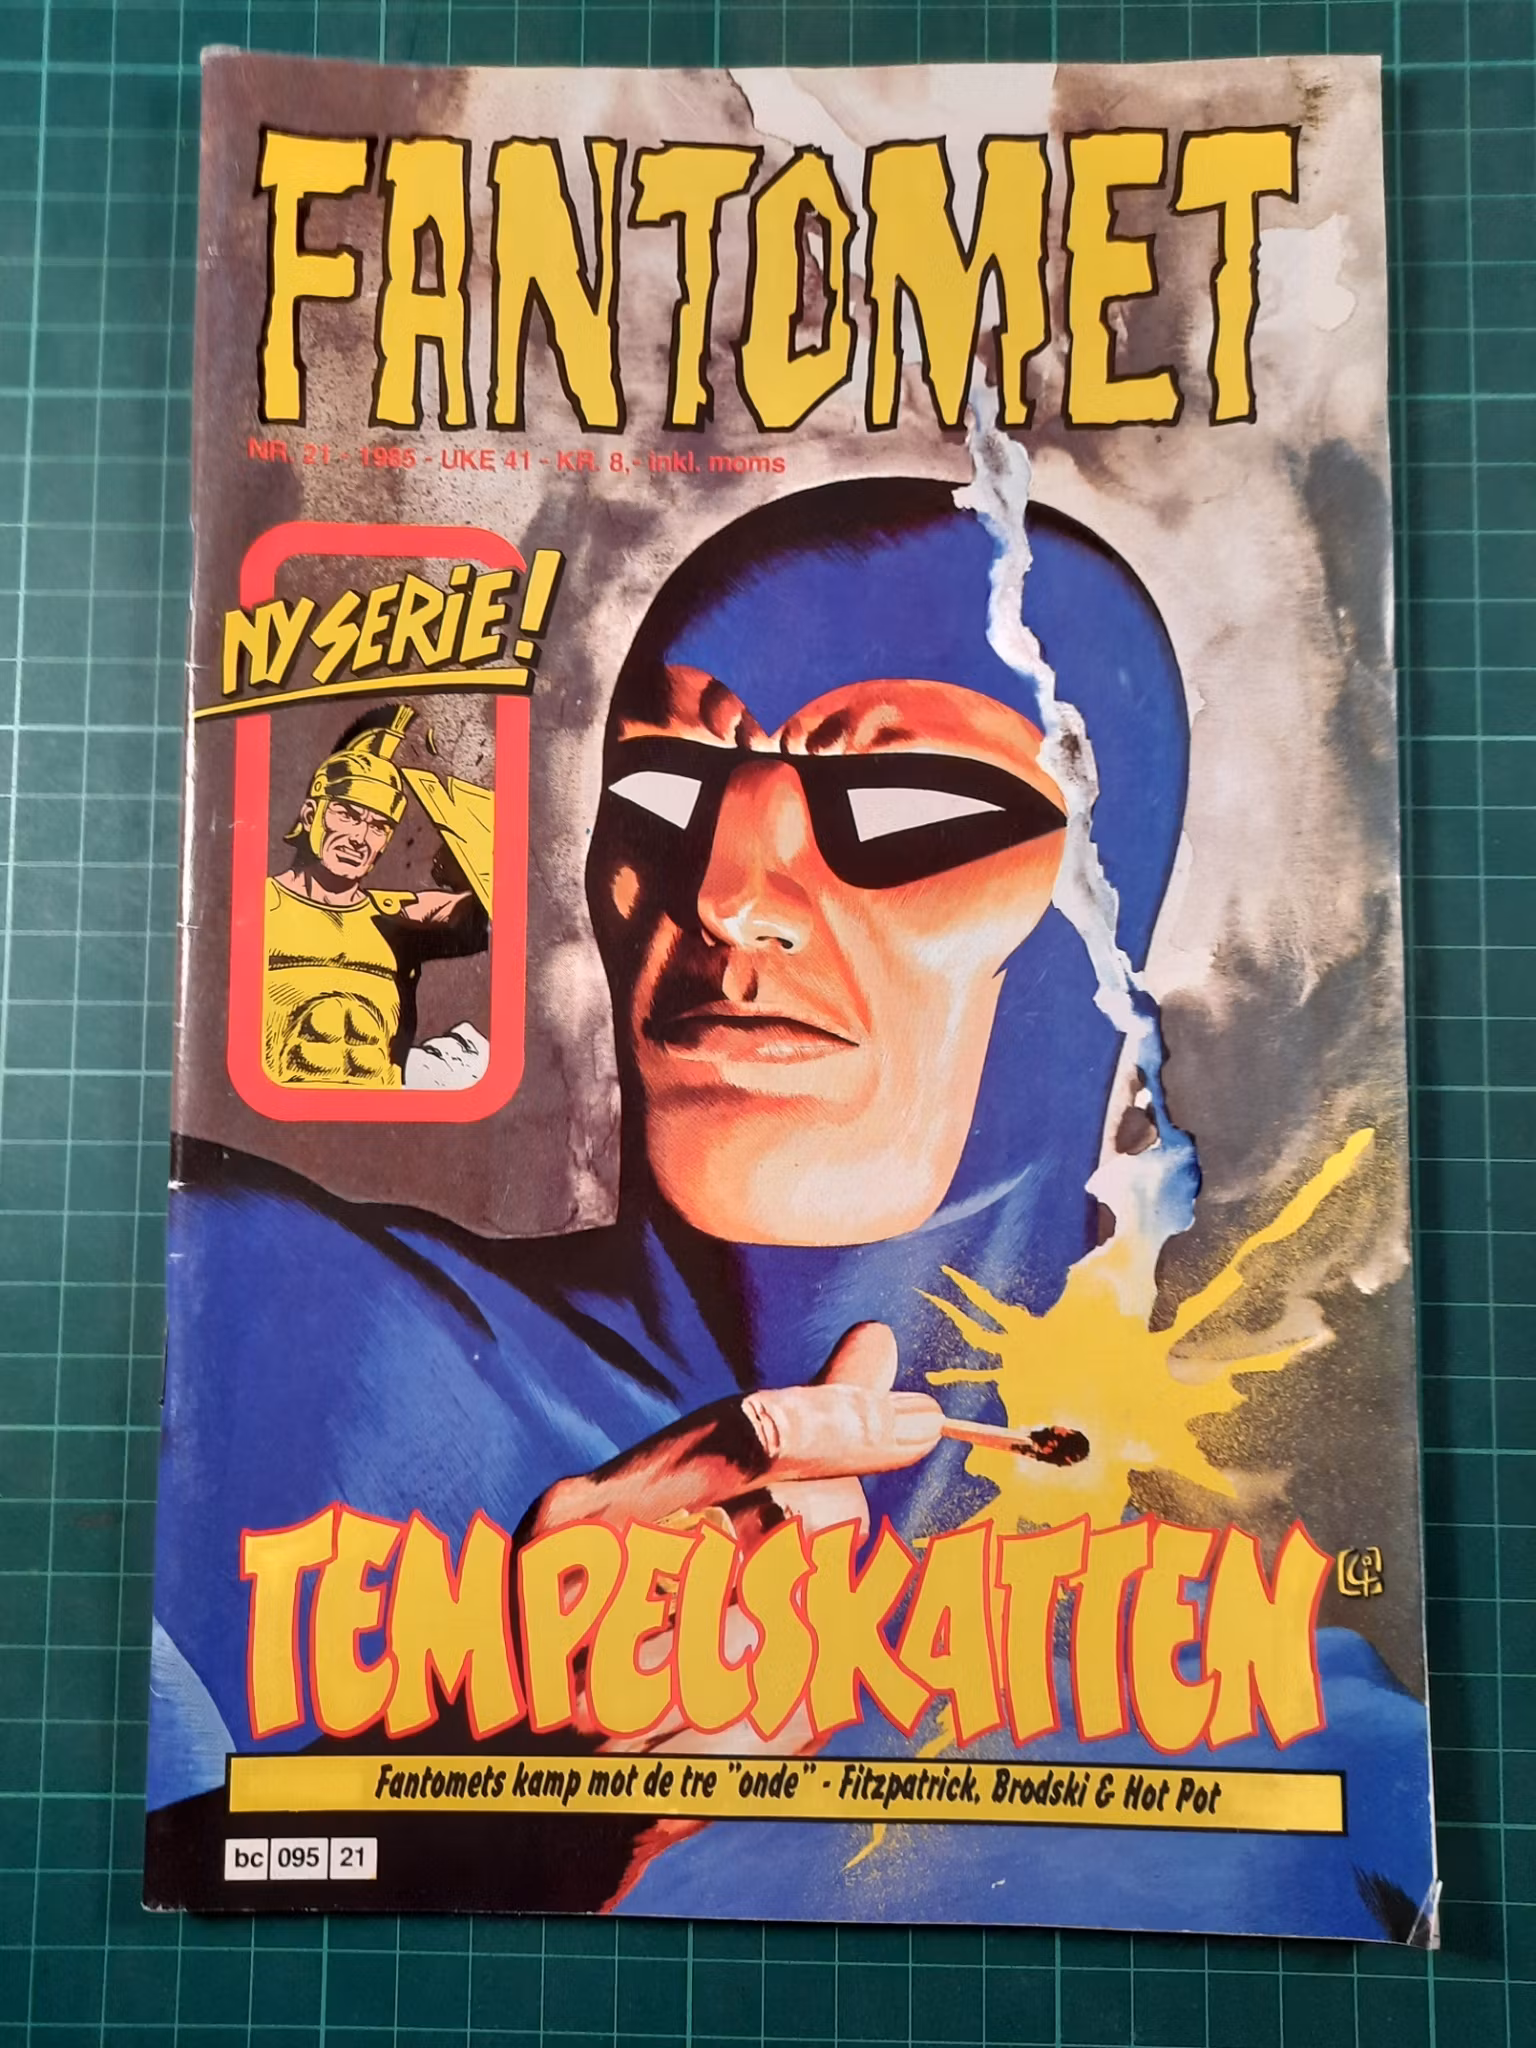 FANTOMET
NR. 21 - 1985 - UKE 41 - KR. 8,- inkl. moms
NY SERiE!
TEMPELSKATTEN
Fantomets kamp mot de tre "onde" - Fitzpatrick, Brodski & Hot Pot
bc 095 21